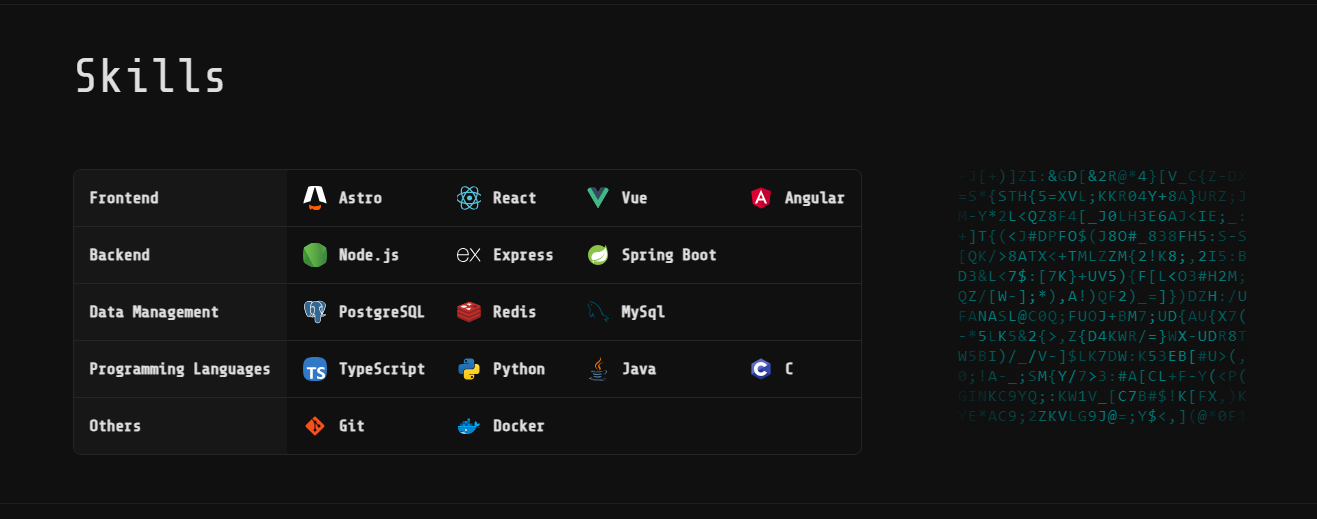 Skills
Frontend Astro React Vue Angular
Backend Node.js ex Express Spring Boot
Data Management PostgreSQL Redis MySql
Programming Languages TS TypeScript Python Java C C
Others Git Docker
-J[+)]ZI:&GD[&2R@*4}[V_C{Z-DX
=S*{STH{5=XVL;KKR04Y+8A}URZ;J
M-Y*2L<QZ8F4[_J0LH3E6AJ<IE;_:
+]T{(<J#DPFO$(J8O#_838FH5:S-S
[QK/>8ATX<+TMLZZM{2!K8;,2I5:B
D3&L<7$:[7K}+UV5){F[L<O3#H2M;
QZ/[W-];*),A!)QF2)_=]})DZH:/U
FANASL@C0Q;FUOJ+BM7;UD{AU{X7(
-*5LK5&2{>,Z{D4KWR/=}WX-UDR8T
W5BI)/_/V-]$LK7DW:K53EB[#U>(,
0;!A-_;SM{Y/7>3:#A[CL+F-Y(<P(
GINKC9YQ;:KW1V_[C7B#$!K[FX,)K
YE*AC9;2ZKVLG9J@=;Y$<,](@*0F1